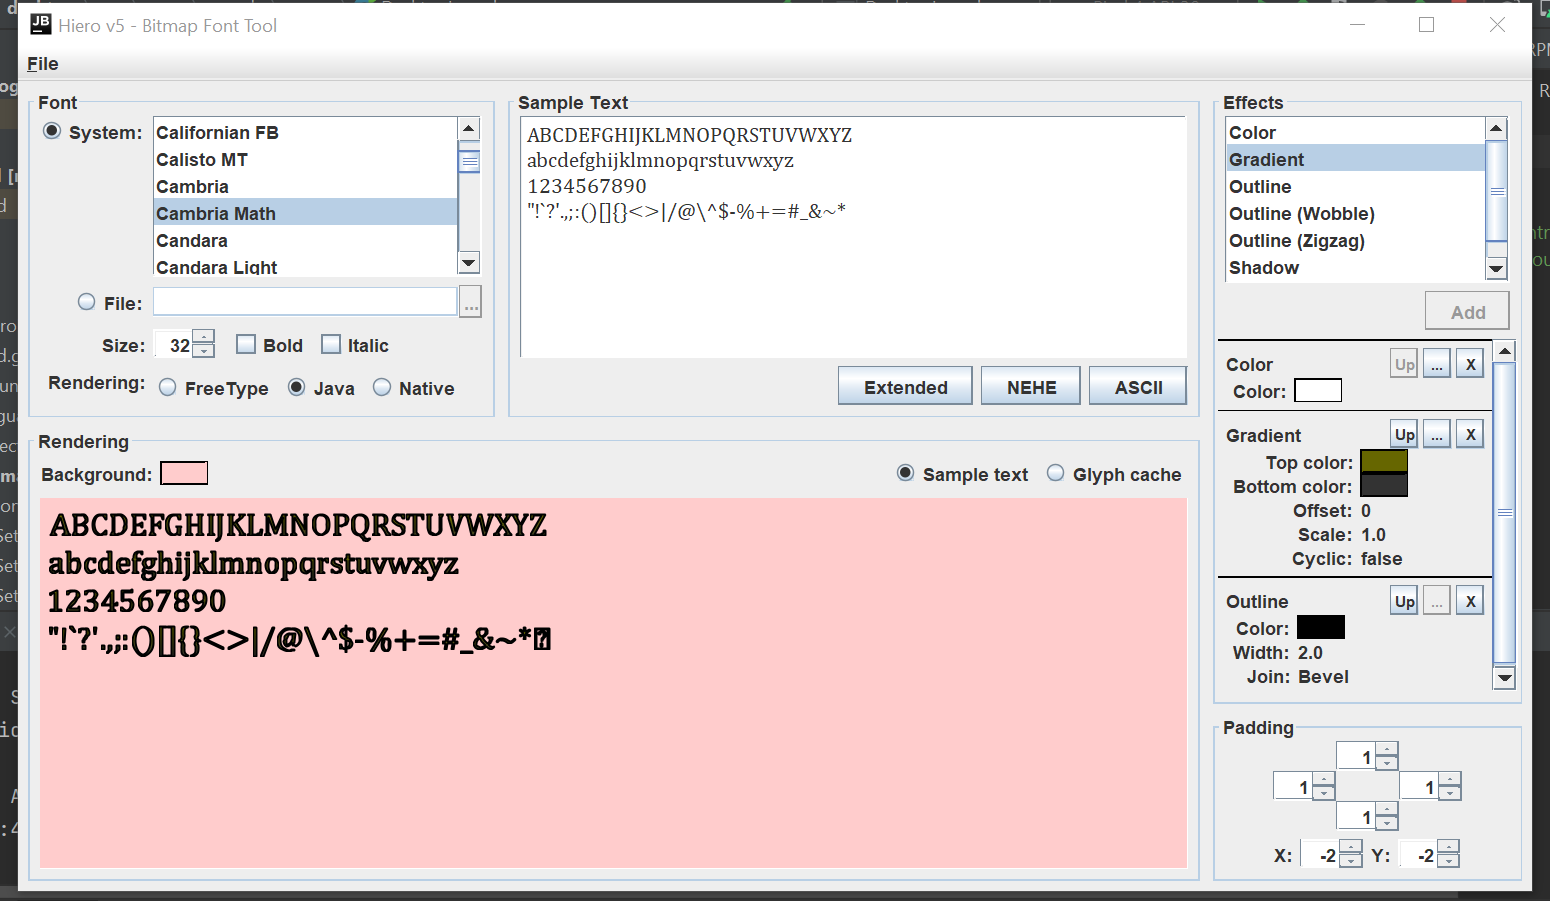 Hiero v5 - Bitmap Font Tool
File
Font
System:
Californian FB
Calisto MT
Cambria
Cambria Math
Candara
Candara Light
File:
...
Size: 32 Bold Italic
Rendering: FreeType Java Native
Sample Text
ABCDEFGHIJKLMNOPQRSTUVWXYZ
abcdefghijklmnopqrstuvwxyz
1234567890
"!`?'.,;:()[]{}<>|/@\^$-%+=#_&~*
Extended NEHE ASCII
Rendering
Background: Sample text Glyph cache
ABCDEFGHIJKLMNOPQRSTUVWXYZ
abcdefghijklmnopqrstuvwxyz
1234567890
"!`?'.,;:()[]{}<>|/@\^$-%+=#_&~*
Effects
Color
Gradient
Outline
Outline (Wobble)
Outline (Zigzag)
Shadow
Add
Color Up ... X
Color:
Gradient Up ... X
Top color:
Bottom color:
Offset: 0
Scale: 1.0
Cyclic: false
Outline Up ... X
Color:
Width: 2.0
Join: Bevel
Padding
1
1 1
1
X: -2 Y: -2